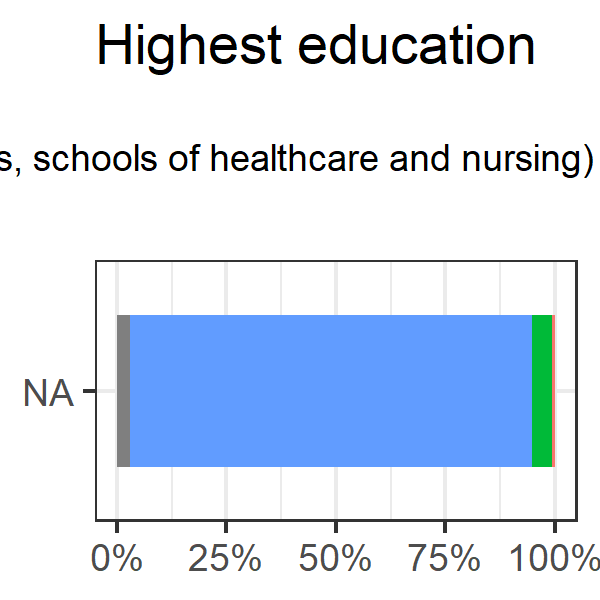 Highest education
s, schools of healthcare and nursing)
NA
0% 25% 50% 75% 100%